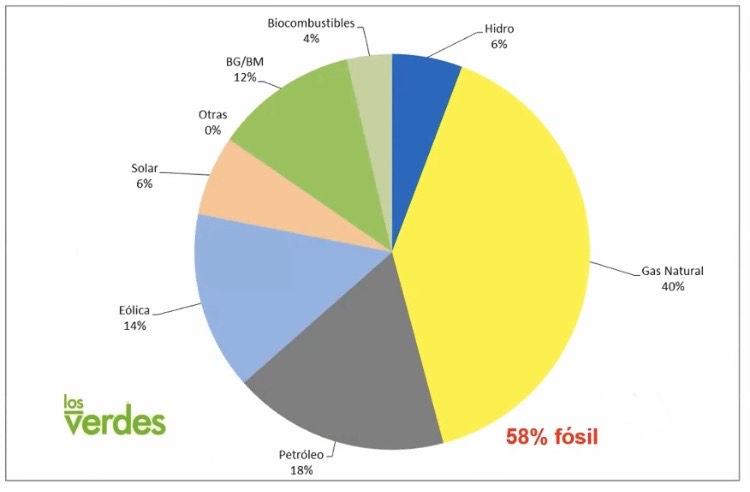 Biocombustibles
4%
Hidro
6%
BG/BM
12%
Otras
0%
Solar
6%
Gas Natural
40%
Eólica
14%
los
verdes
58% fósil
Petróleo
18%